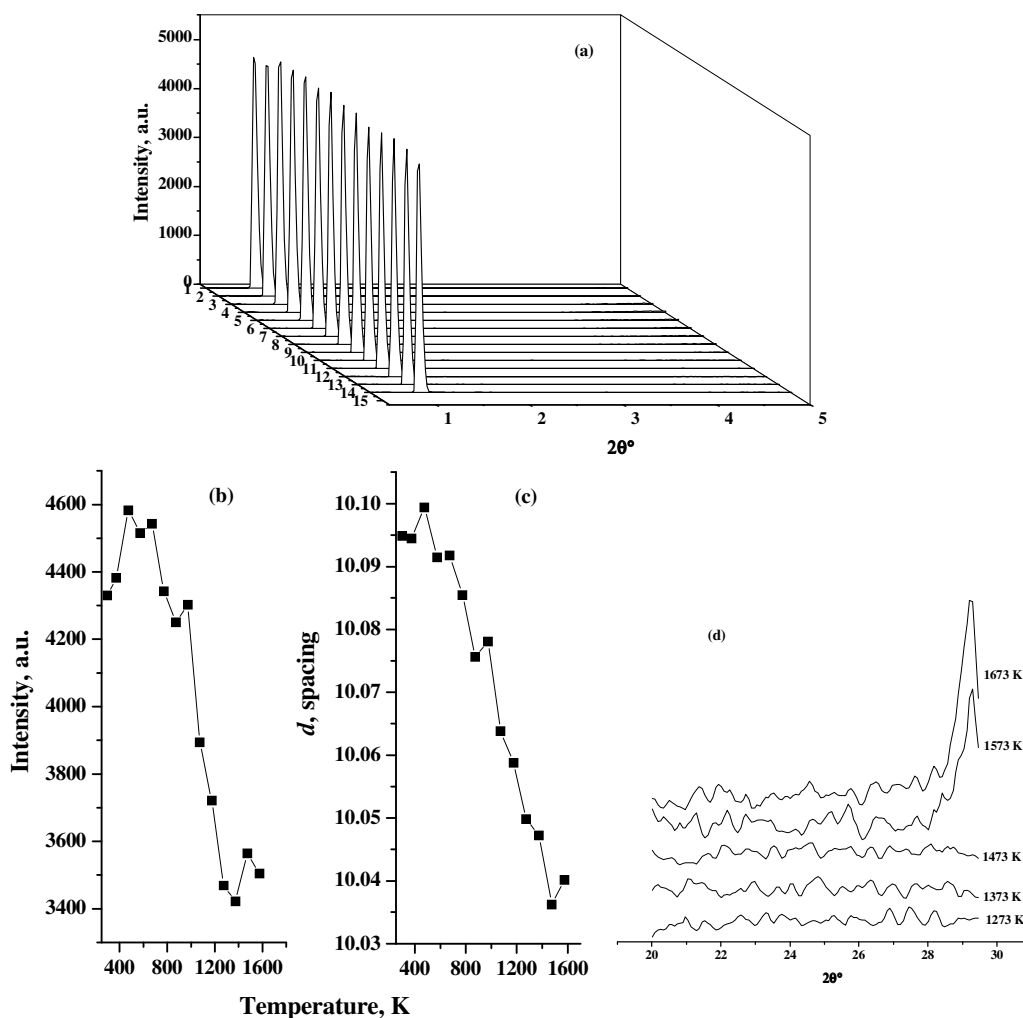 (a)
Intensity, a.u.
5000
4000
3000
2000
1000
0
1
2
3
4
5
6
7
8
9
10
11
12
13
14
15
1 2 3 4 5
2θ°
(b)
Intensity, a.u.
4600
4400
4200
4000
3800
3600
3400
400 800 1200 1600
(c)
d, spacing
10.10
10.09
10.08
10.07
10.06
10.05
10.04
10.03
400 800 1200 1600
Temperature, K
(d)
1673 K
1573 K
1473 K
1373 K
1273 K
20 22 24 26 28 30
2θ°